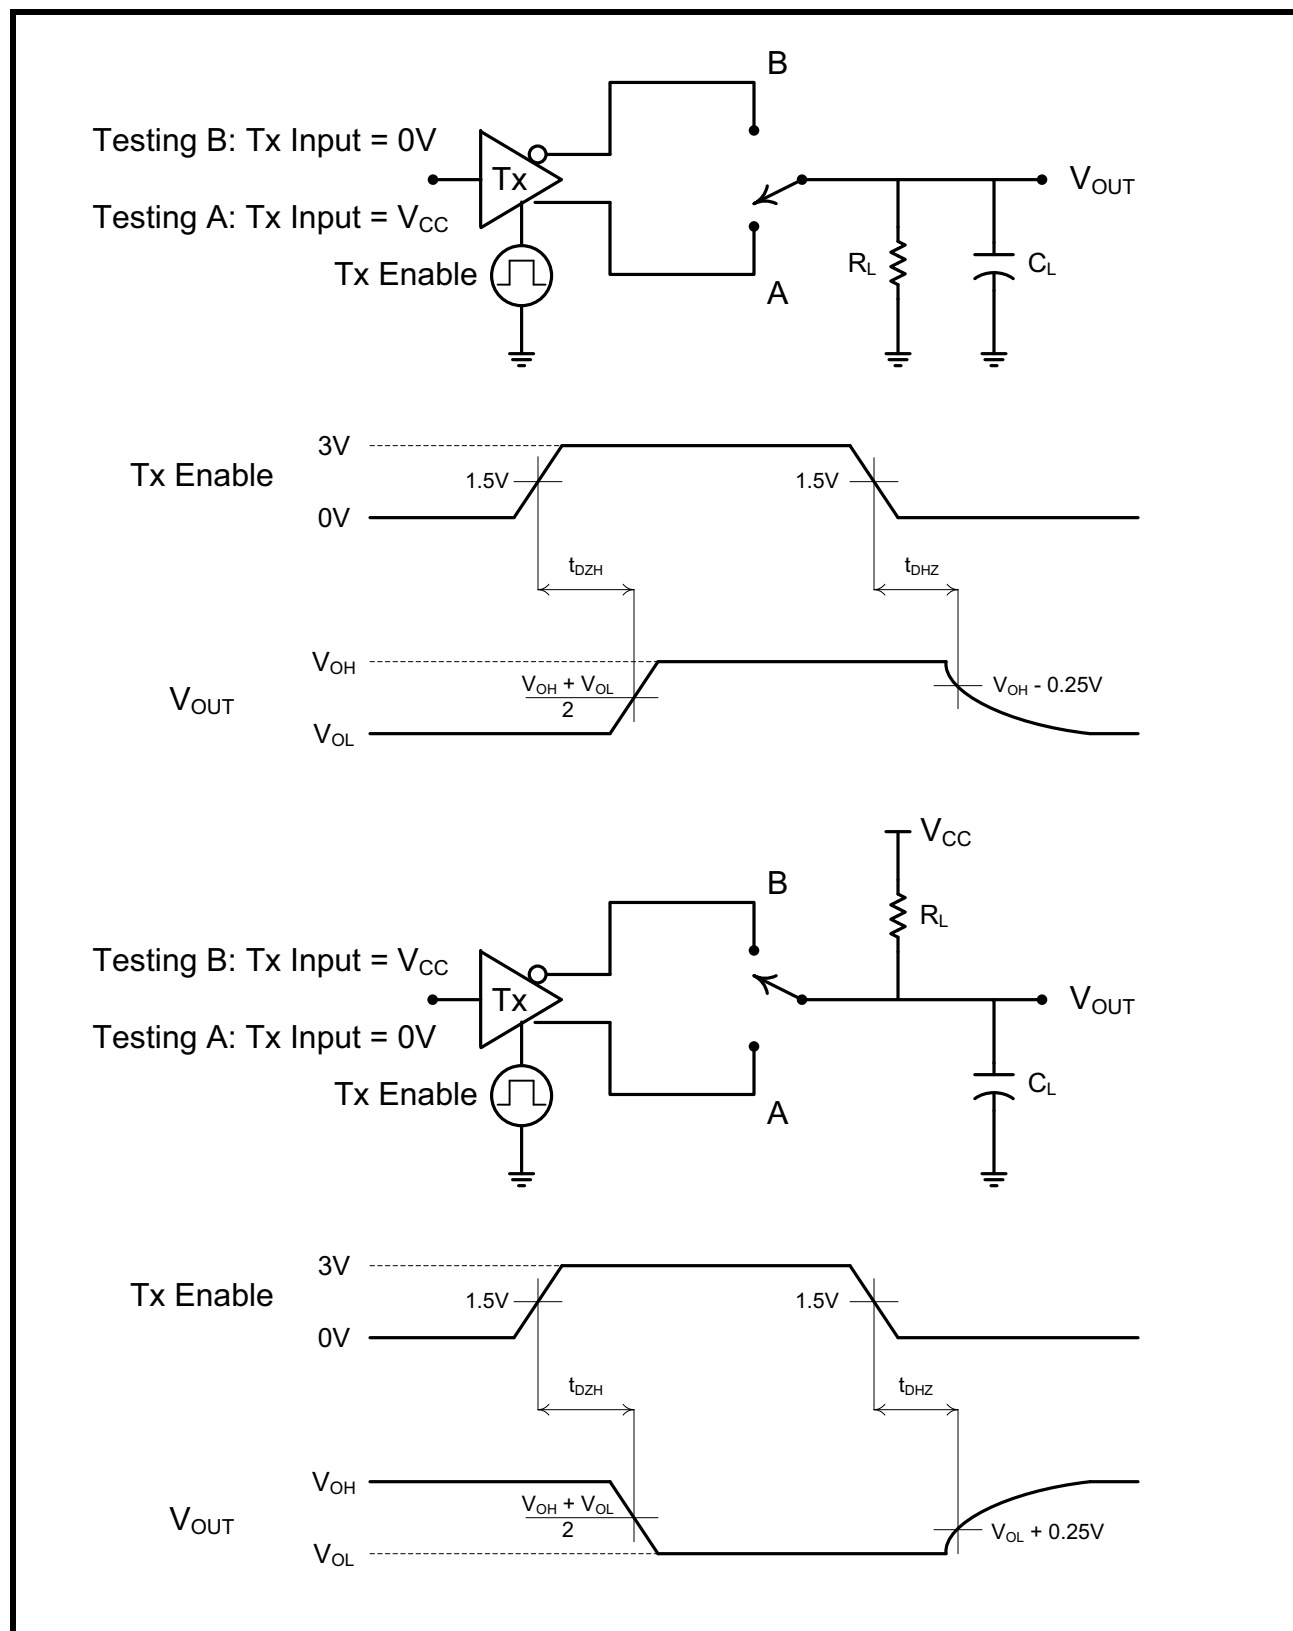 B
Testing B: Tx Input = 0V
Tx
VOUT
Testing A: Tx Input = VCC
Tx Enable
RL
CL
A
3V
Tx Enable
1.5V
1.5V
0V
tDZH
tDHZ
VOH
VOH + VOL
2
VOH - 0.25V
VOUT
VOL
VCC
B
RL
Testing B: Tx Input = VCC
Tx
VOUT
Testing A: Tx Input = 0V
Tx Enable
CL
A
3V
Tx Enable
1.5V
1.5V
0V
tDZH
tDHZ
VOH
VOH + VOL
2
VOUT
VOL + 0.25V
VOL